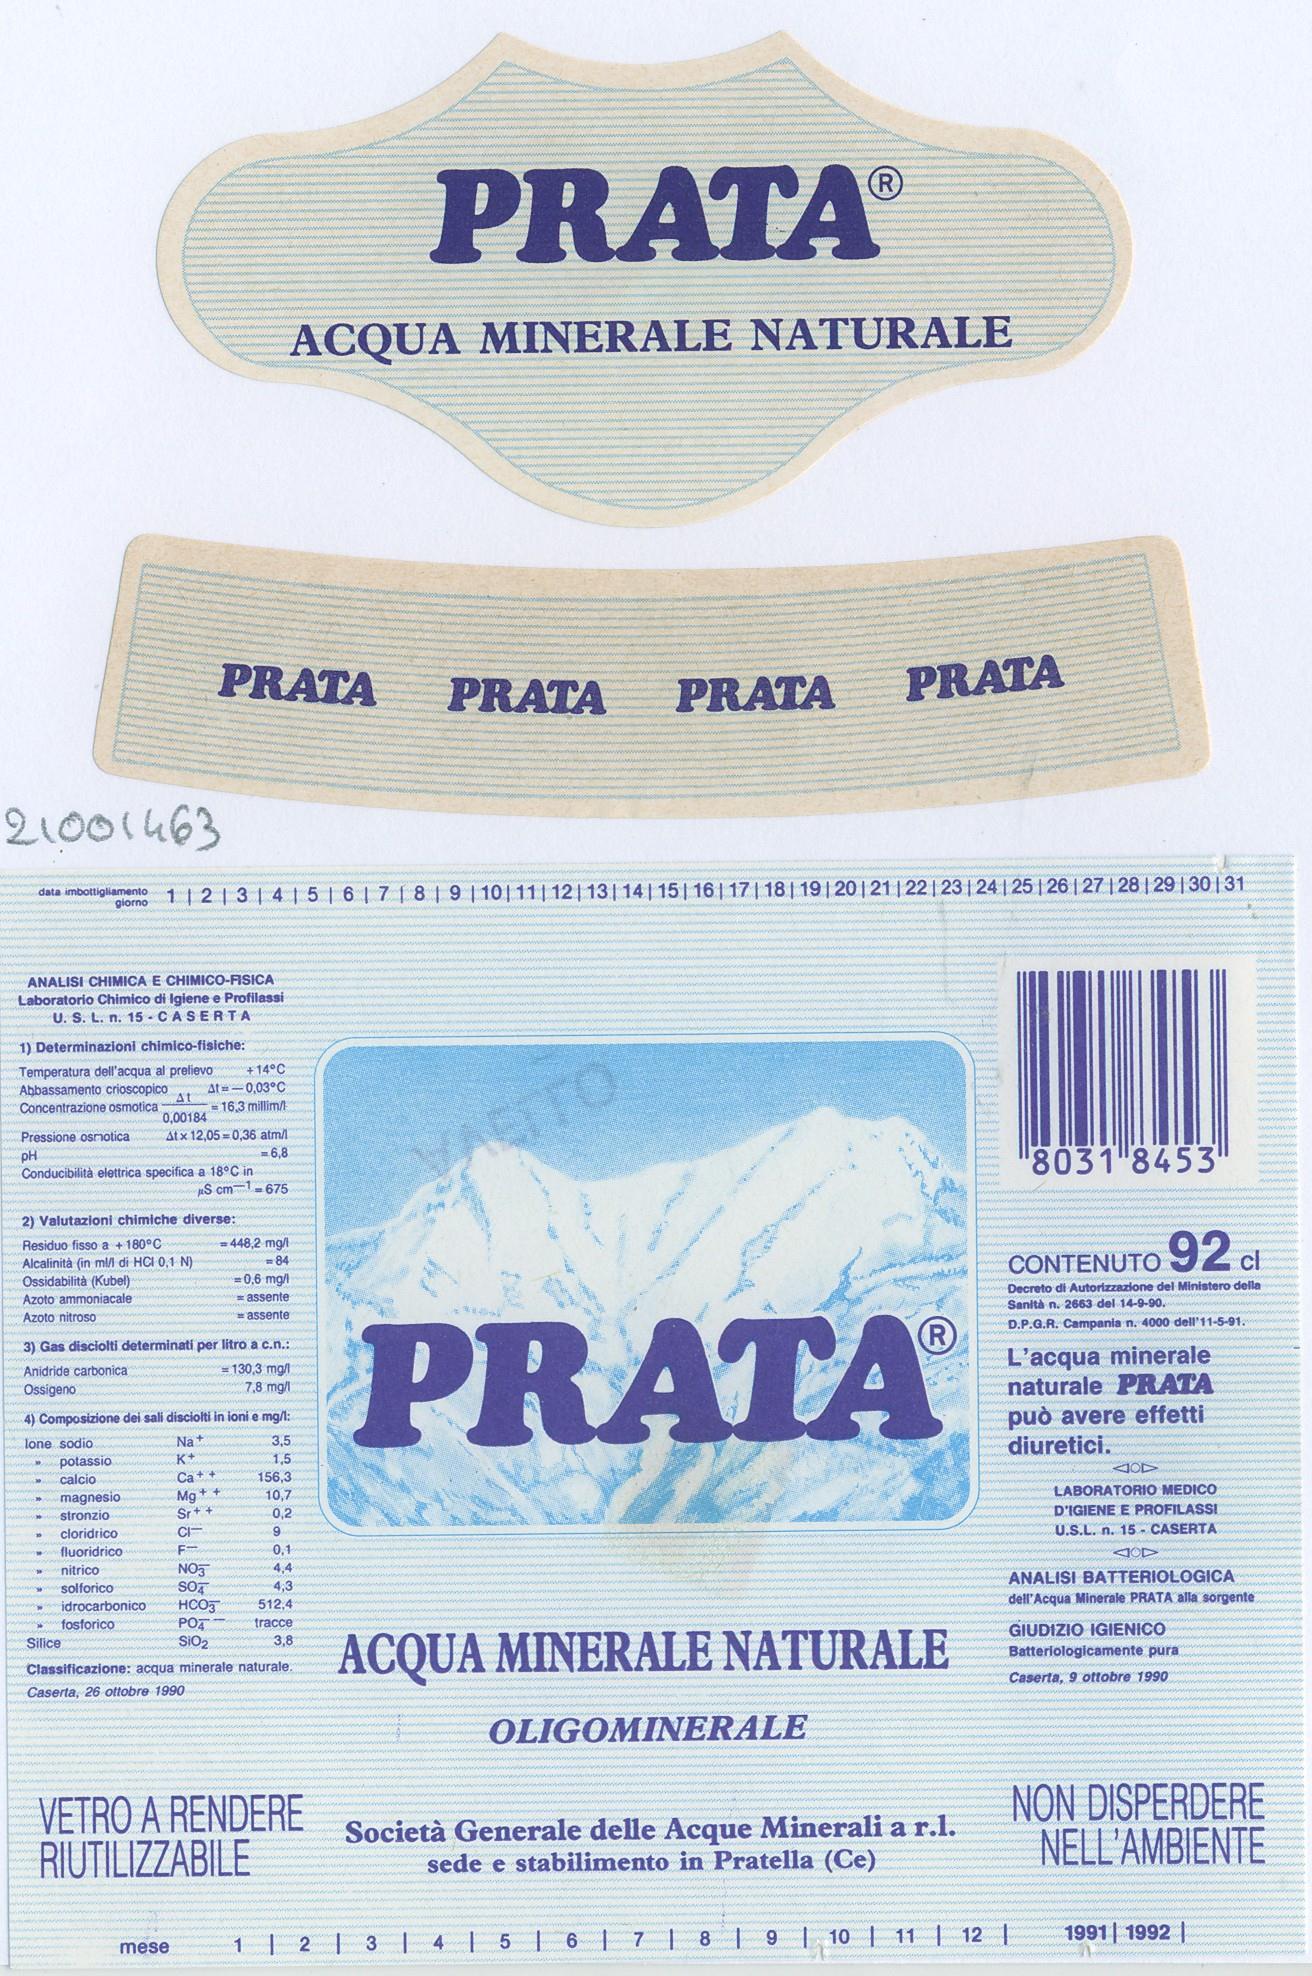 PRATA®
ACQUA MINERALE NATURALE
PRATA PRATA PRATA PRATA
21001463
data imbottigliamento
giorno 1 | 2 | 3 | 4 | 5 | 6 | 7 | 8 | 9 | 10 | 11 | 12 | 13 | 14 | 15 | 16 | 17 | 18 | 19 | 20 | 21 | 22 | 23 | 24 | 25 | 26 | 27 | 28 | 29 | 30 | 31
ANALISI CHIMICA E CHIMICO-FISICA
Laboratorio Chimico di Igiene e Profilassi
U. S. L. n. 15 - CASERTA
1) Determinazioni chimico-fisiche:
Temperatura dell'acqua al prelievo +14°C
Abbassamento crioscopico Δt = — 0,03°C
Concentrazione osmotica Δt / 0,00184 = 16,3 millim/l
Pressione osmotica Δt x 12,05 = 0,36 atm/l
pH = 6,8
Conducibilità elettrica specifica a 18°C in
μS cm—1 = 675
2) Valutazioni chimiche diverse:
Residuo fisso a + 180°C = 448,2 mg/l
Alcalinità (in ml/l di HCl 0,1 N) = 84
Ossidabilità (Kubel) = 0,6 mg/l
Azoto ammoniacale = assente
Azoto nitroso = assente
3) Gas disciolti determinati per litro a c.n.:
Anidride carbonica = 130,3 mg/l
Ossigeno 7,8 mg/l
4) Composizione dei sali disciolti in ioni e mg/l:
Ione sodio Na+ 3,5
» potassio K+ 1,5
» calcio Ca++ 156,3
» magnesio Mg++ 10,7
» stronzio Sr++ 0,2
» cloridrico Cl— 9
» fluoridrico F— 0,1
» nitrico NO3— 4,4
» solforico SO4— 4,3
» idrocarbonico HCO3— 512,4
» fosforico PO4—— tracce
Silice SiO2 3,8
Classificazione: acqua minerale naturale.
Caserta, 26 ottobre 1990
VETRO A RENDERE
RIUTILIZZABILE
PRATA®
ACQUA MINERALE NATURALE
OLIGOMINERALE
Società Generale delle Acque Minerali a r.l.
sede e stabilimento in Pratella (Ce)
8031 8453
CONTENUTO 92 cl
Decreto di Autorizzazione del Ministero della
Sanità n. 2663 del 14-9-90.
D.P.G.R. Campania n. 4000 dell'11-5-91.
L'acqua minerale
naturale PRATA
può avere effetti
diuretici.
LABORATORIO MEDICO
D'IGIENE E PROFILASSI
U.S.L. n. 15 - CASERTA
ANALISI BATTERIOLOGICA
dell'Acqua Minerale PRATA alla sorgente
GIUDIZIO IGIENICO
Batteriologicamente pura
Caserta, 9 ottobre 1990
NON DISPERDERE
NELL'AMBIENTE
mese 1 | 2 | 3 | 4 | 5 | 6 | 7 | 8 | 9 | 10 | 11 | 12 | 1991 | 1992 |